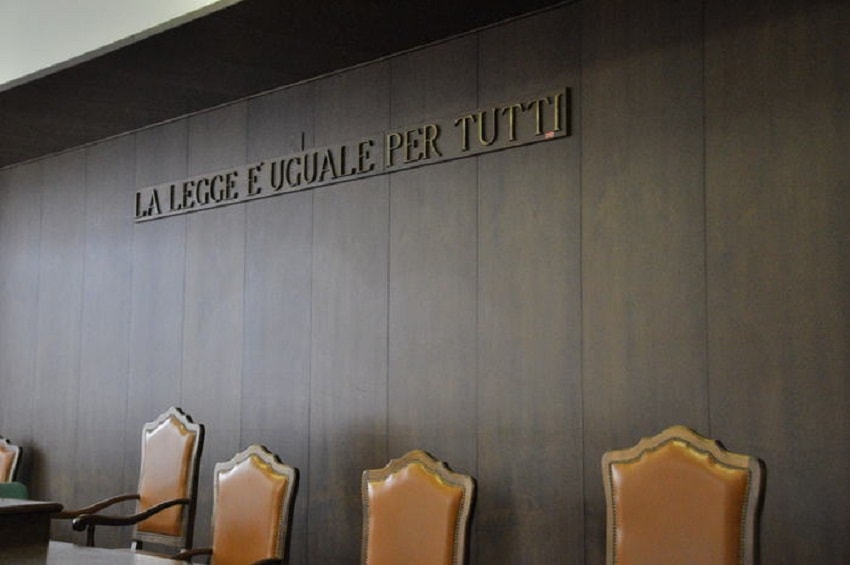 LA LEGGE E' UGUALE PER TUTTI